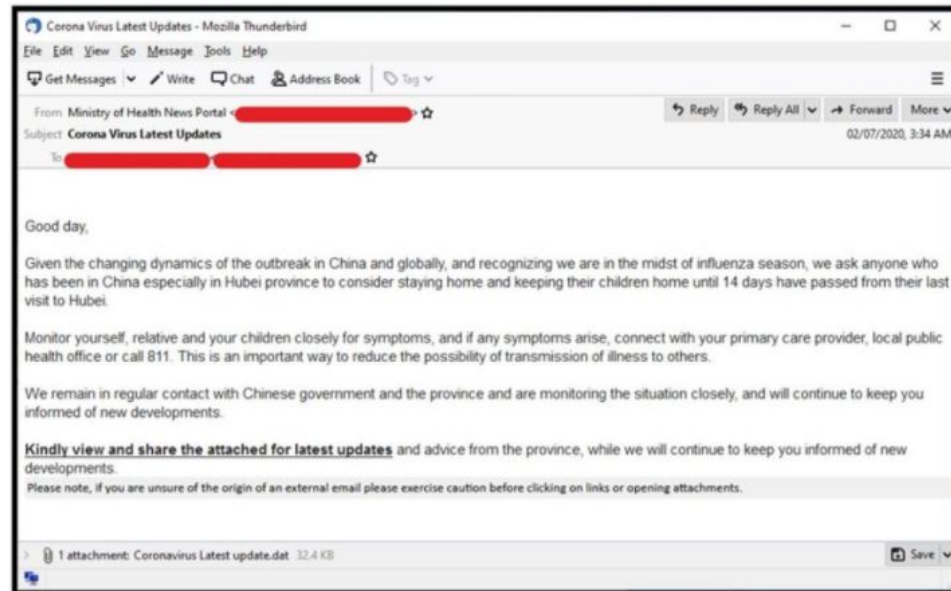 Corona Virus Latest Updates - Mozilla Thunderbird
File Edit View Go Message Tools Help
Get Messages Write Chat Address Book Tag
From Ministry of Health News Portal < > Reply Reply All Forward More
Subject Corona Virus Latest Updates 02/07/2020, 3:34 AM
To
Good day,
Given the changing dynamics of the outbreak in China and globally, and recognizing we are in the midst of influenza season, we ask anyone who
has been in China especially in Hubei province to consider staying home and keeping their children home until 14 days have passed from their last
visit to Hubei.
Monitor yourself, relative and your children closely for symptoms, and if any symptoms arise, connect with your primary care provider, local public
health office or call 811. This is an important way to reduce the possibility of transmission of illness to others.
We remain in regular contact with Chinese government and the province and are monitoring the situation closely, and will continue to keep you
informed of new developments.
Kindly view and share the attached for latest updates and advice from the province, while we will continue to keep you informed of new
developments.
Please note, if you are unsure of the origin of an external email please exercise caution before clicking on links or opening attachments.
1 attachment: Coronavirus Latest update.dat 32.4 KB Save